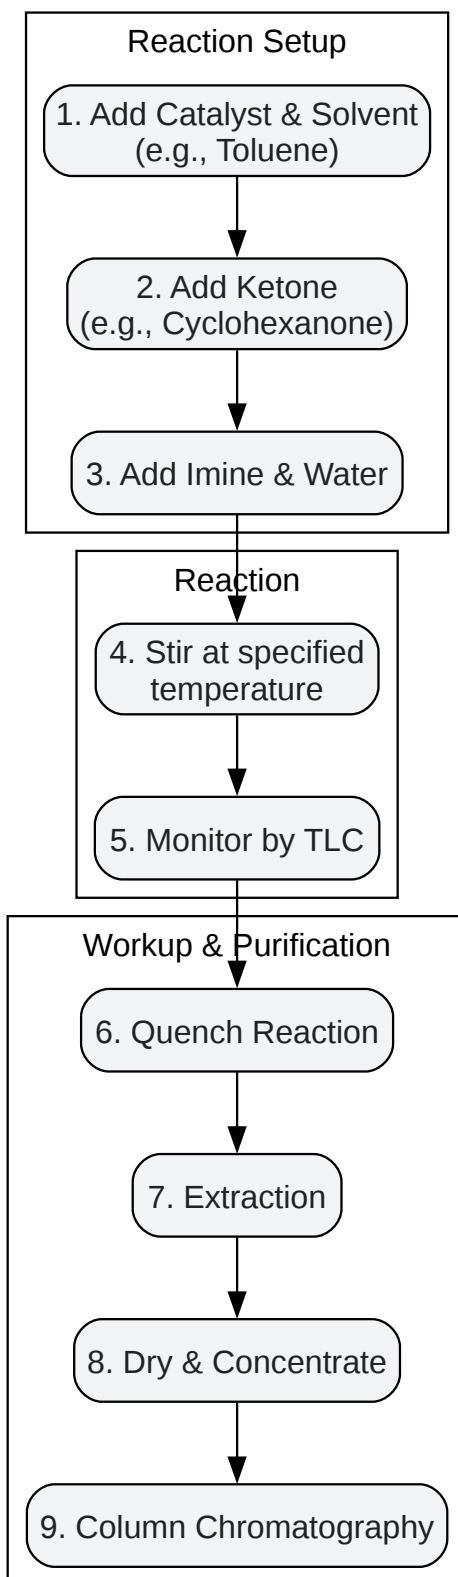 Reaction Setup
1. Add Catalyst & Solvent
(e.g., Toluene)
2. Add Ketone
(e.g., Cyclohexanone)
3. Add Imine & Water
Reaction
4. Stir at specified
temperature
5. Monitor by TLC
Workup & Purification
6. Quench Reaction
7. Extraction
8. Dry & Concentrate
9. Column Chromatography